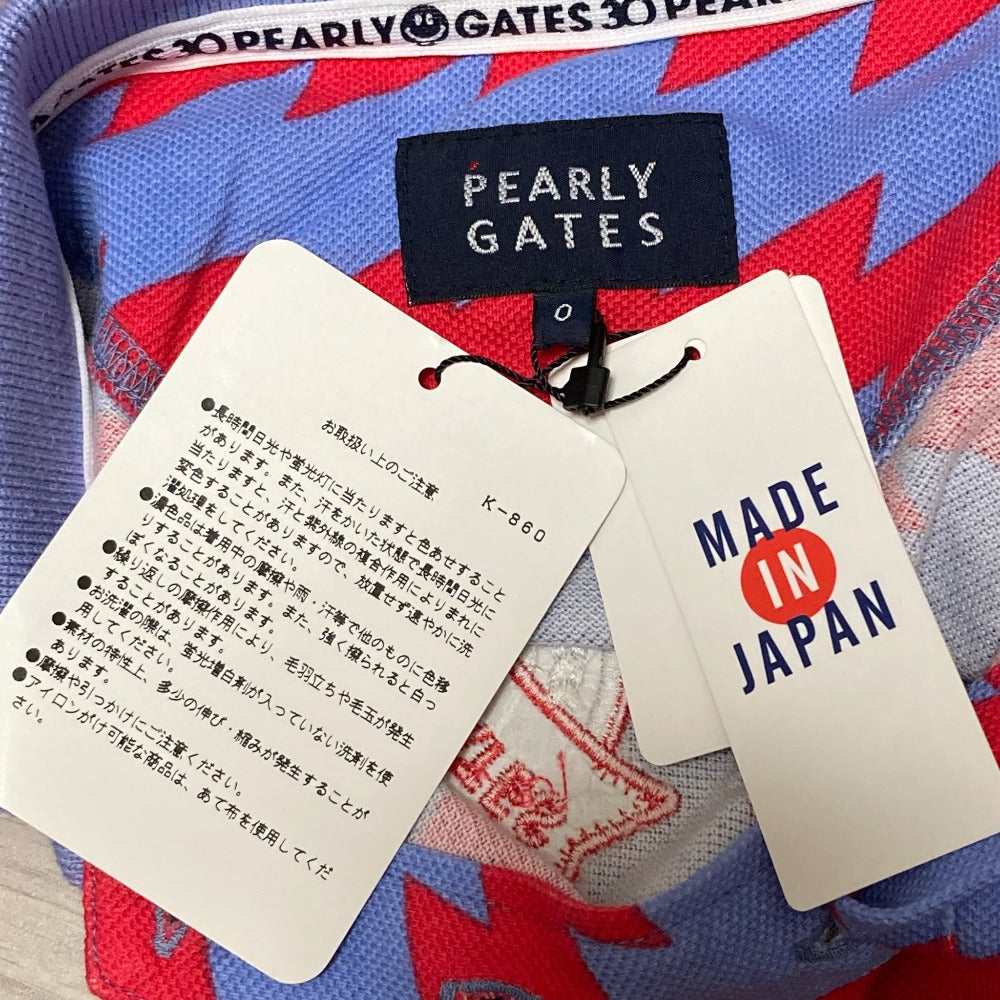 GATES 30 PEARLY GATES 30 PEARLY GATES
PEARLY
GATES
0
お取扱い上のご注意 K-860
●長時間日光や蛍光灯に当たりますと色あせすること
があります。また、汗をかいた状態で長時間日光に
当たりますと、汗と紫外線の複合作用によりまれに
変色することがありますので、放置せず速やかに洗
濯処理をしてください。
●濃色品は着用中の摩擦や雨・汗等で他のものに色移
りすることがあります。また、強く擦られると白っ
ぽくなることがあります。
●繰り返しの摩擦作用により、毛羽立ちや毛玉が発生
することがあります。
●お洗濯の際は、蛍光増白剤が入っていない洗剤を使
用してください。
●素材の特性上、多少の伸び・縮みが発生することが
あります。
●摩擦や引っかけにご注意ください。
●アイロンがけ可能な商品は、あて布を使用してくだ
さい。
MADE
IN
JAPAN